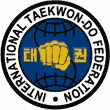 INTERNATIONAL TAEKWON-DO FEDERATION
태 권